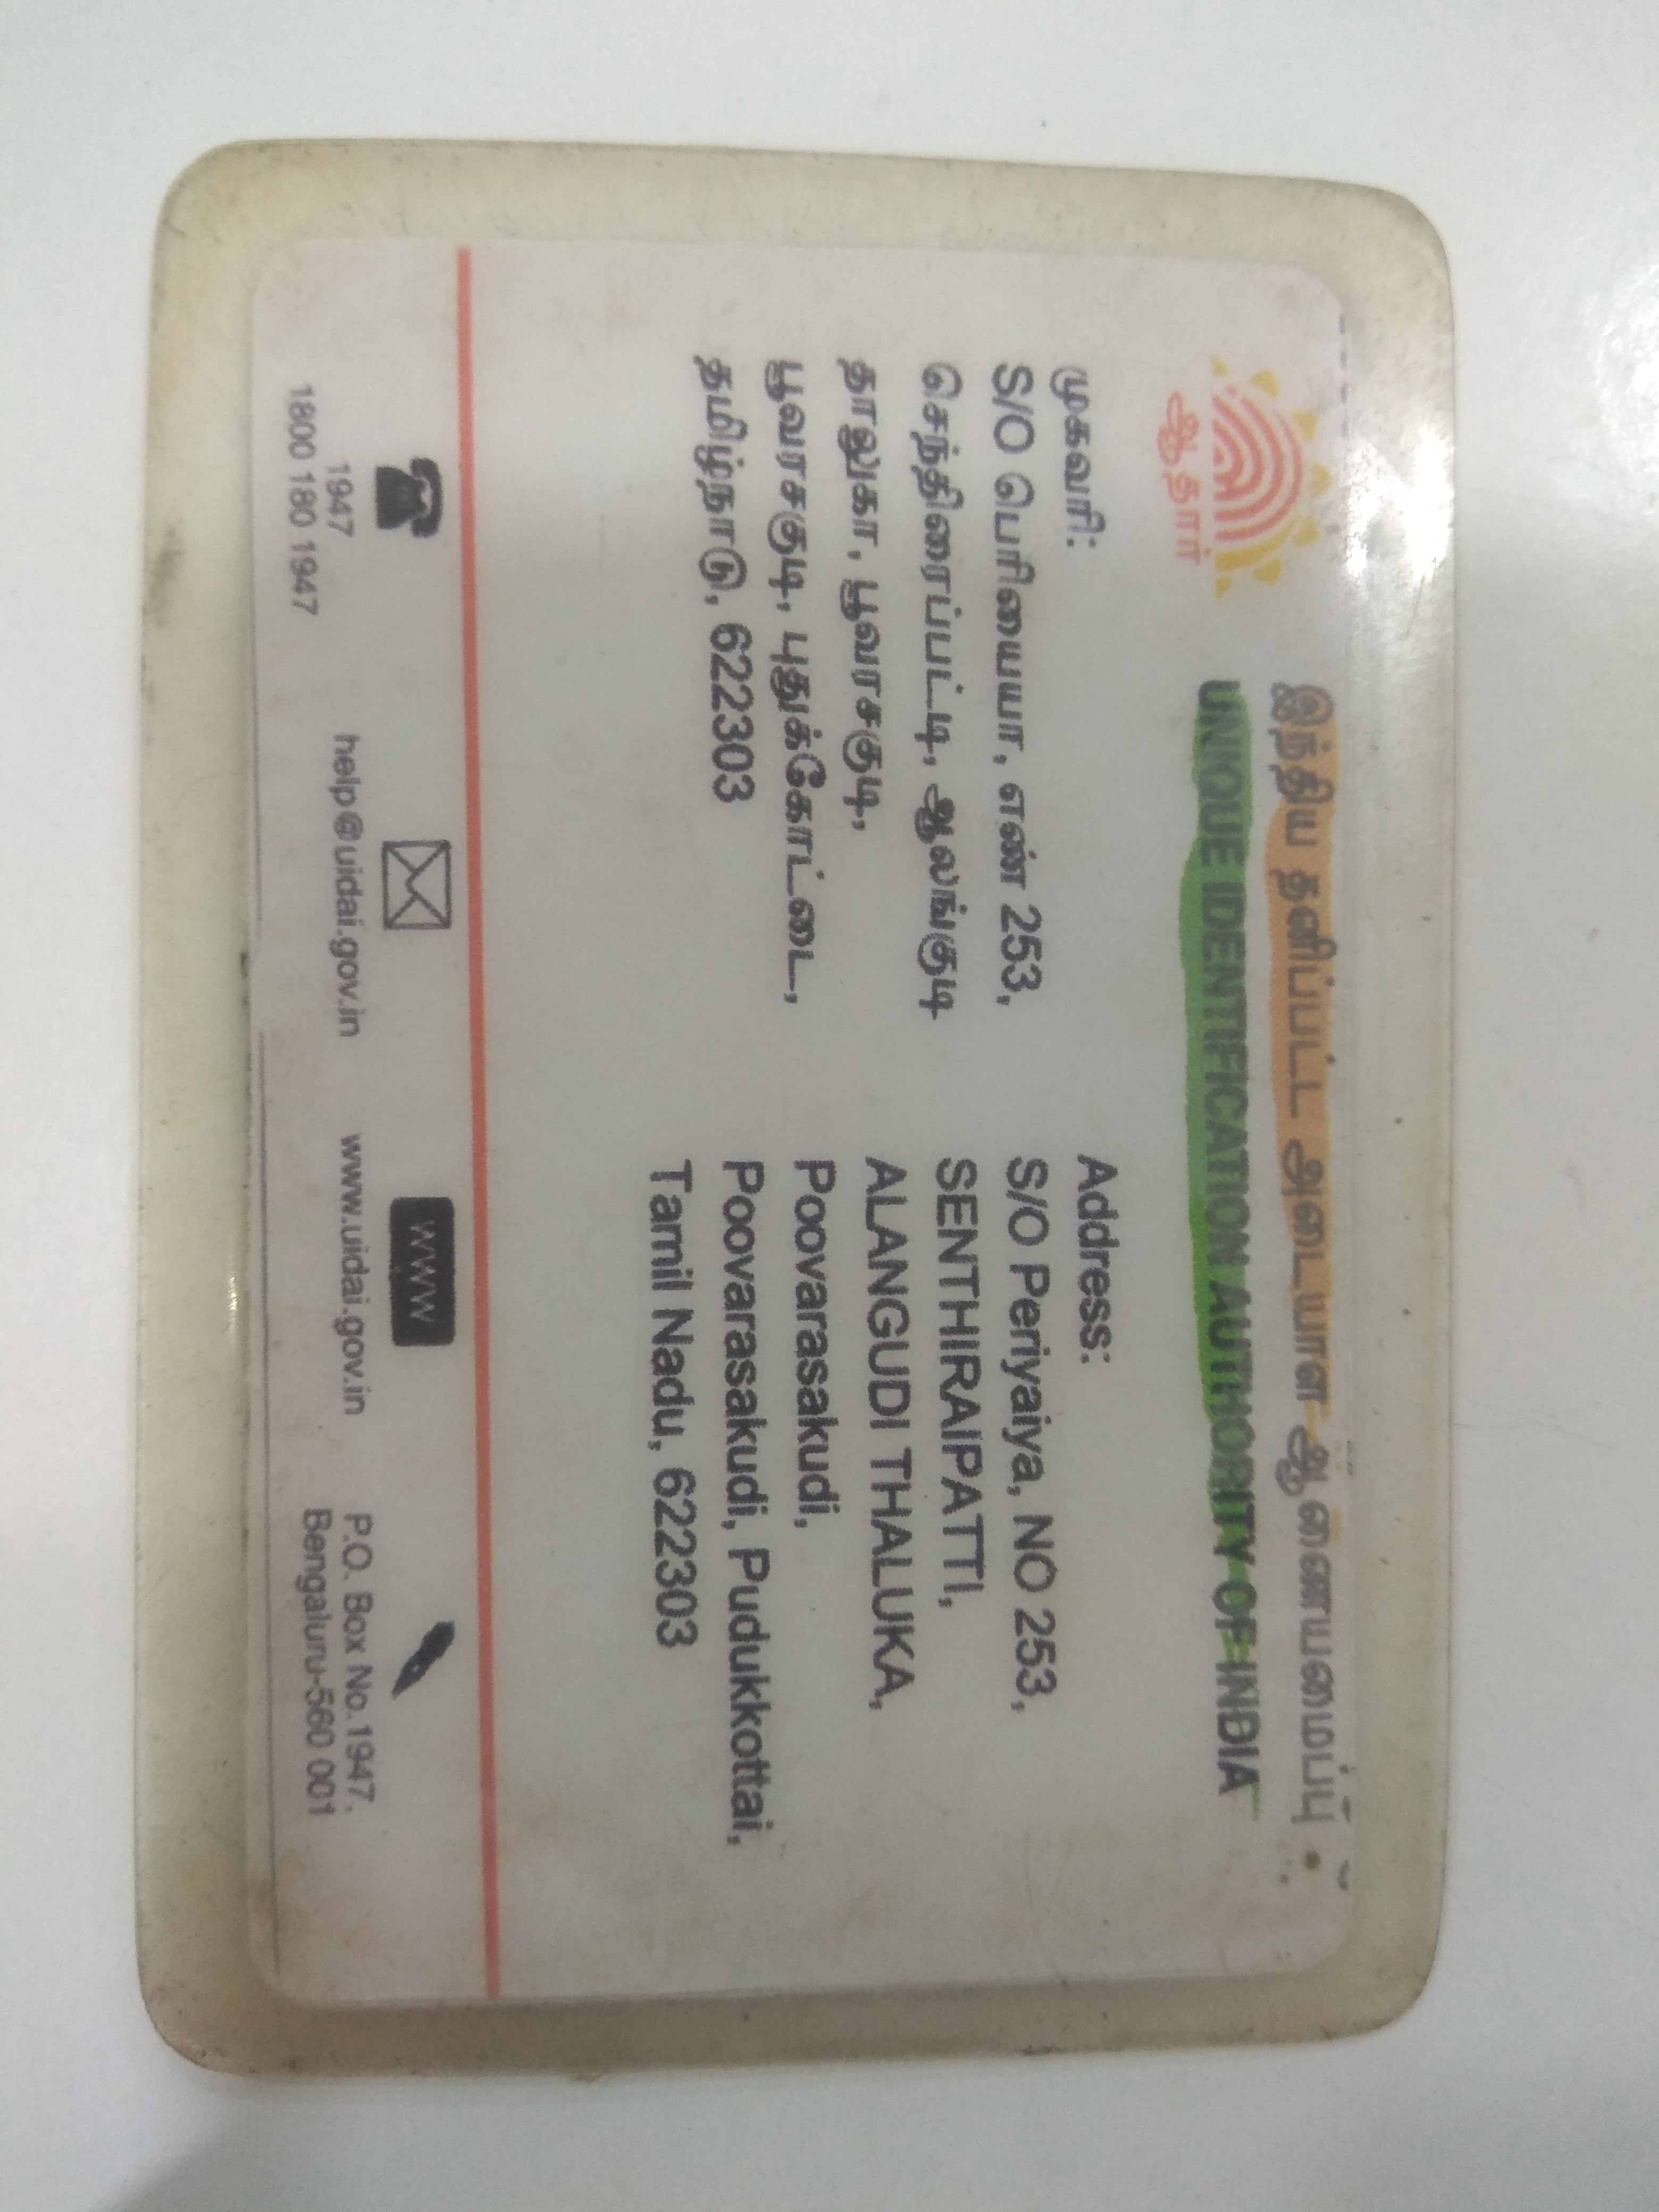 இந்திய தனிப்பட்ட அடையாள ஆணையமைப்பு
UNIQUE IDENTIFICATION AUTHORITY OF INDIA
ஆதார்
முகவரி:
S/O பெரியையா, எண் 253,
செந்திரைப்பட்டி, ஆலங்குடி
தாலுகா, பூவரசகுடி,
பூவரசகுடி, புதுக்கோட்டை,
தமிழ்நாடு, 622303
Address:
S/O Periyaiya, NO 253,
SENTHIRAIPATTI,
ALANGUDI THALUKA,
Poovarasakudi,
Poovarasakudi, Pudukkottai,
Tamil Nadu, 622303
1947
1800 180 1947
help@uidai.gov.in
WWW
www.uidai.gov.in
P.O. Box No.1947,
Bengaluru-560 001